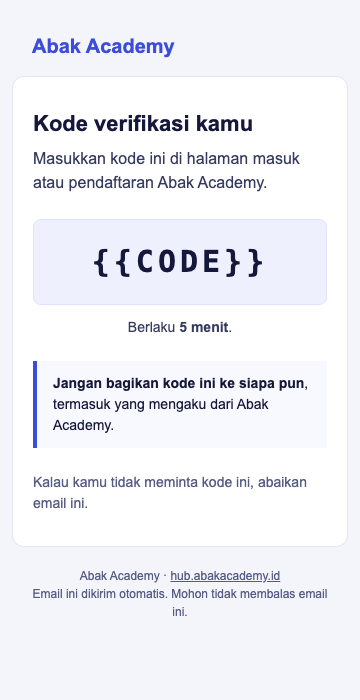 Abak Academy
Kode verifikasi kamu
Masukkan kode ini di halaman masuk
atau pendaftaran Abak Academy.
{{CODE}}
Berlaku 5 menit.
Jangan bagikan kode ini ke siapa pun,
termasuk yang mengaku dari Abak
Academy.
Kalau kamu tidak meminta kode ini, abaikan
email ini.
Abak Academy · hub.abakacademy.id
Email ini dikirim otomatis. Mohon tidak membalas email
ini.